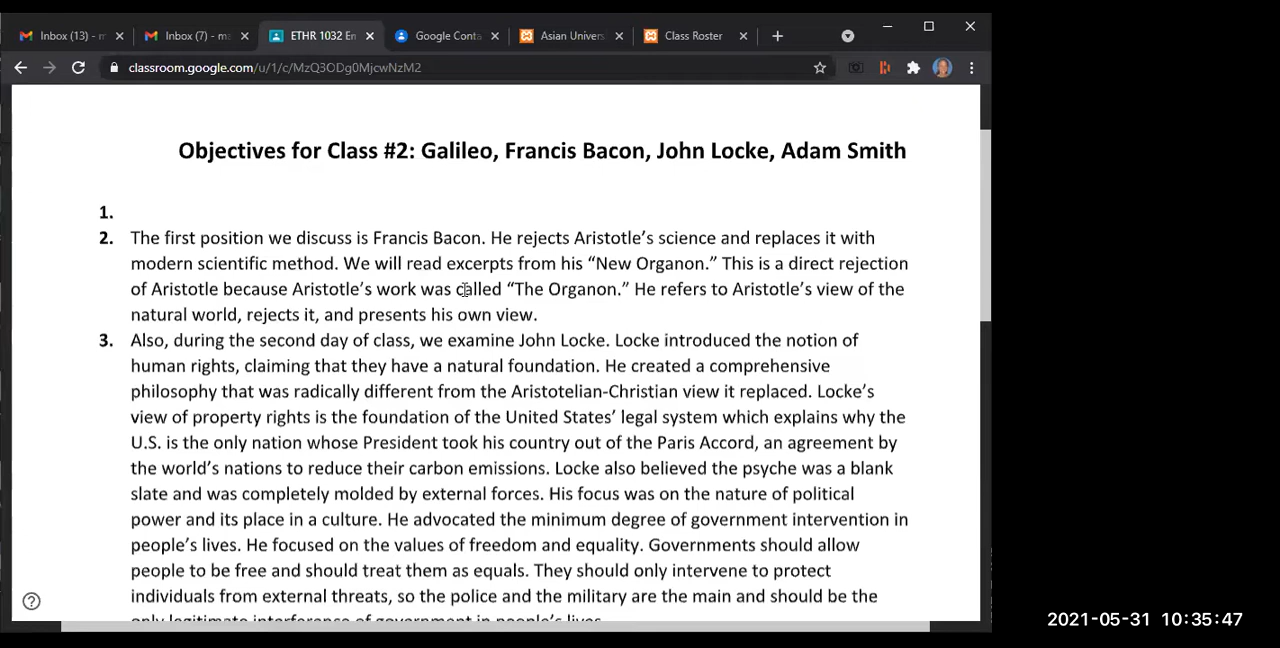 Inbox (13) - m
Inbox (7) - ma
ETHR 1032 En
Google Conta
Asian Univers
Class Roster
classroom.google.com/u/1/c/MzQ3ODg0MjcwNzM2
Objectives for Class #2: Galileo, Francis Bacon, John Locke, Adam Smith
1.
2. The first position we discuss is Francis Bacon. He rejects Aristotle's science and replaces it with
modern scientific method. We will read excerpts from his "New Organon." This is a direct rejection
of Aristotle because Aristotle's work was called "The Organon." He refers to Aristotle's view of the
natural world, rejects it, and presents his own view.
3. Also, during the second day of class, we examine John Locke. Locke introduced the notion of
human rights, claiming that they have a natural foundation. He created a comprehensive
philosophy that was radically different from the Aristotelian-Christian view it replaced. Locke's
view of property rights is the foundation of the United States' legal system which explains why the
U.S. is the only nation whose President took his country out of the Paris Accord, an agreement by
the world's nations to reduce their carbon emissions. Locke also believed the psyche was a blank
slate and was completely molded by external forces. His focus was on the nature of political
power and its place in a culture. He advocated the minimum degree of government intervention in
people's lives. He focused on the values of freedom and equality. Governments should allow
people to be free and should treat them as equals. They should only intervene to protect
individuals from external threats, so the police and the military are the main and should be the
only legitimate interference of government in people's lives.
2021-05-31 10:35:47